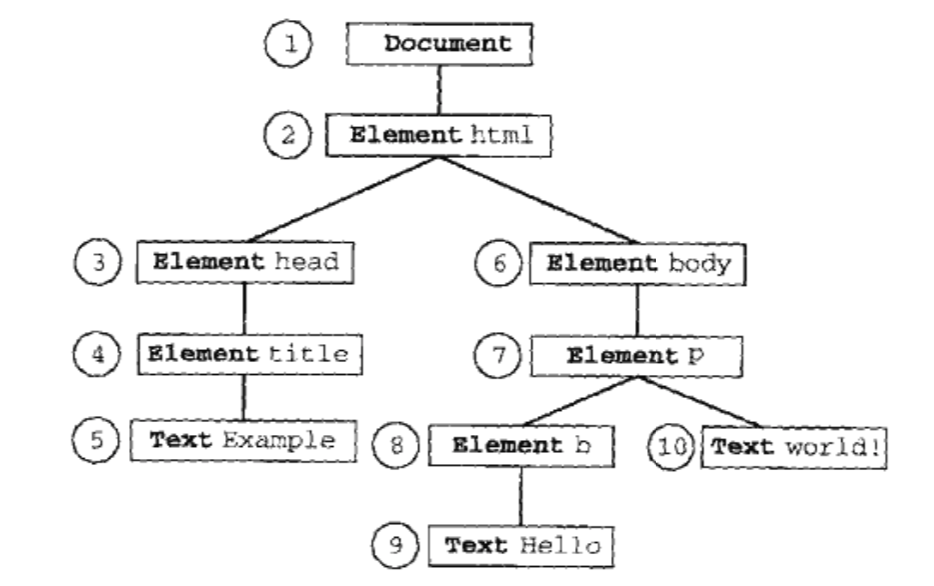 1 Document
2 Element html
3 Element head
6 Element body
4 Element title
7 Element p
5 Text Example
8 Element b
10 Text world!
9 Text Hello